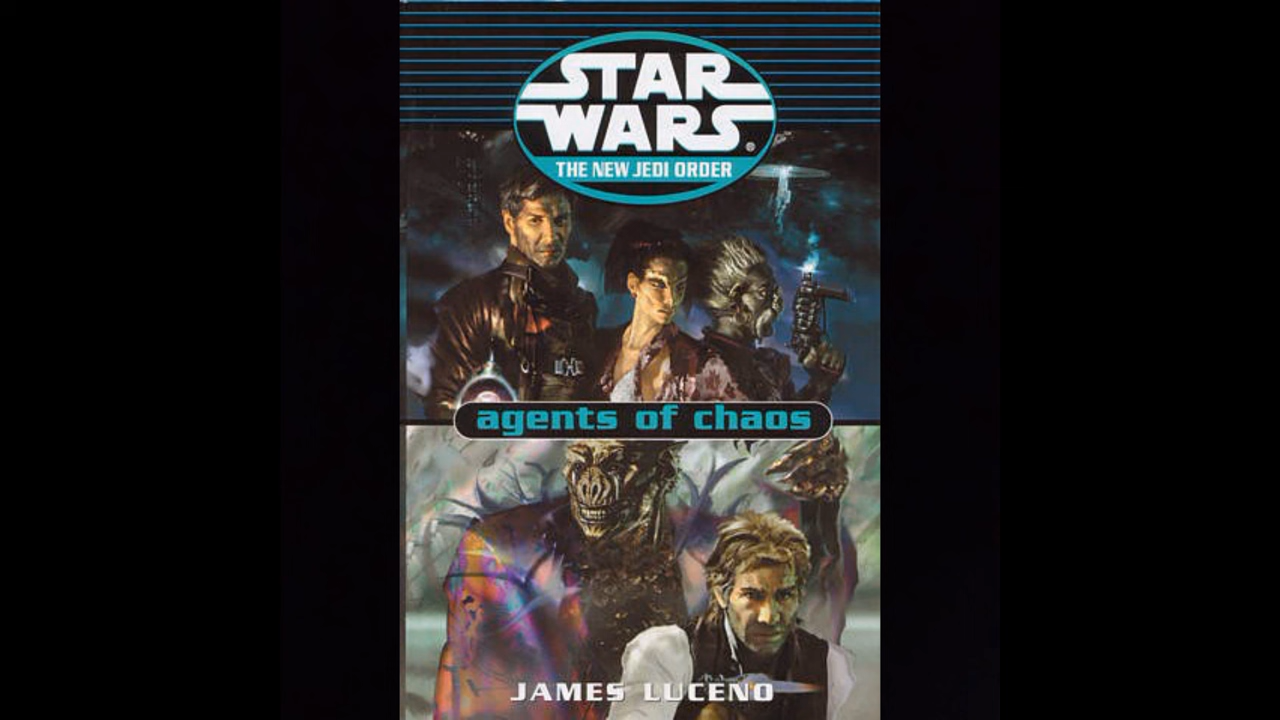 STAR
WARS®
THE NEW JEDI ORDER
agents of chaos
JAMES LUCENO